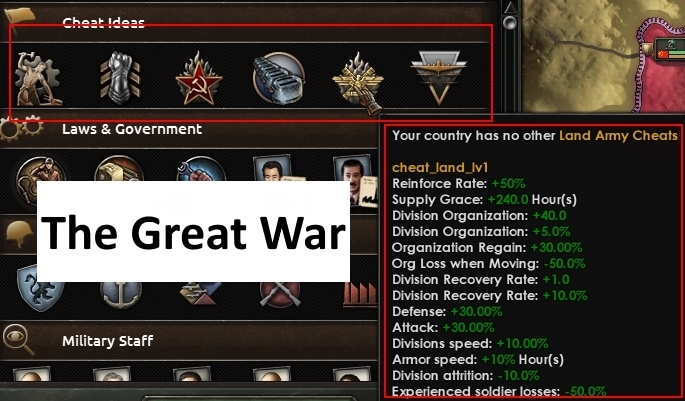 Cheat Ideas
Laws & Government
The Great War
Military Staff
Your country has no other Land Army Cheats
cheat_land_lv1
Reinforce Rate: +50%
Supply Grace: +240.0 Hour(s)
Division Organization: +40.0
Division Organization: +5.0%
Organization Regain: +30.00%
Org Loss when Moving: -50.0%
Division Recovery Rate: +1.0
Division Recovery Rate: +10.0%
Defense: +30.00%
Attack: +30.00%
Divisions speed: +10.00%
Armor speed: +10% Hour(s)
Division attrition: -10.0%
Experienced soldier losses: -50.0%